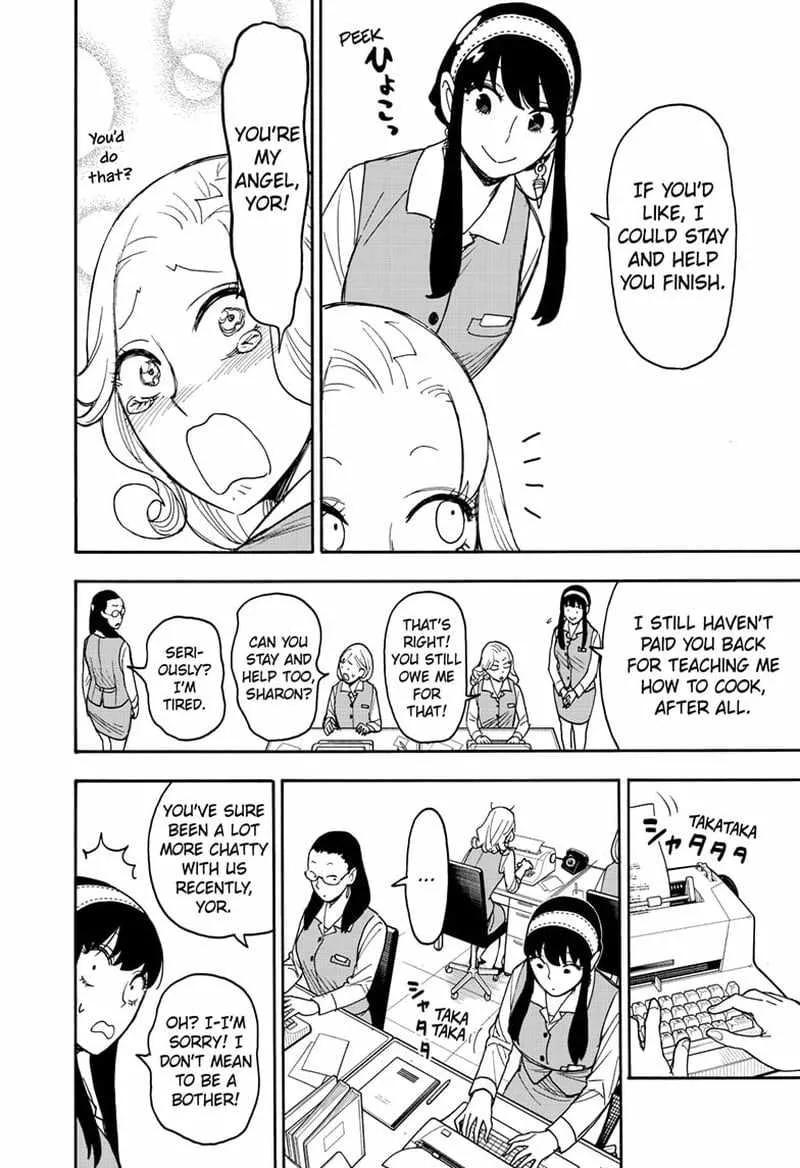 IF YOU'D
LIKE, I
COULD STAY
AND HELP
YOU FINISH.
PEEK
ひょこっ
YOU'RE
MY
ANGEL,
YOR!
You'd
do
that?
I STILL HAVEN'T
PAID YOU BACK
FOR TEACHING ME
HOW TO COOK,
AFTER ALL.
THAT'S
RIGHT!
YOU STILL
OWE ME
FOR
THAT!
CAN YOU
STAY AND
HELP TOO,
SHARON?
SERI-
OUSLY?
I'M
TIRED.
TAKATAKA
シャタタタ
...
シャタタ
TAKA
TAKA
YOU'VE SURE
BEEN A LOT
MORE CHATTY
WITH US
RECENTLY,
YOR.
OH? I-I'M
SORRY! I
DON'T MEAN
TO BE A
BOTHER!